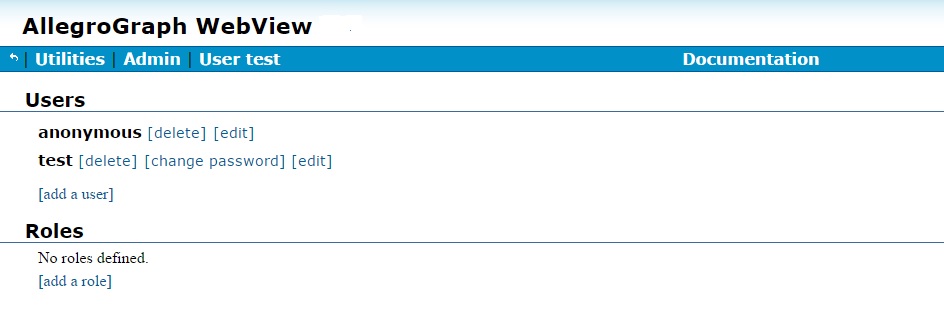 AllegroGraph WebView
| Utilities | Admin | User test Documentation
Users
anonymous [delete] [edit]
test [delete] [change password] [edit]
[add a user]
Roles
No roles defined.
[add a role]